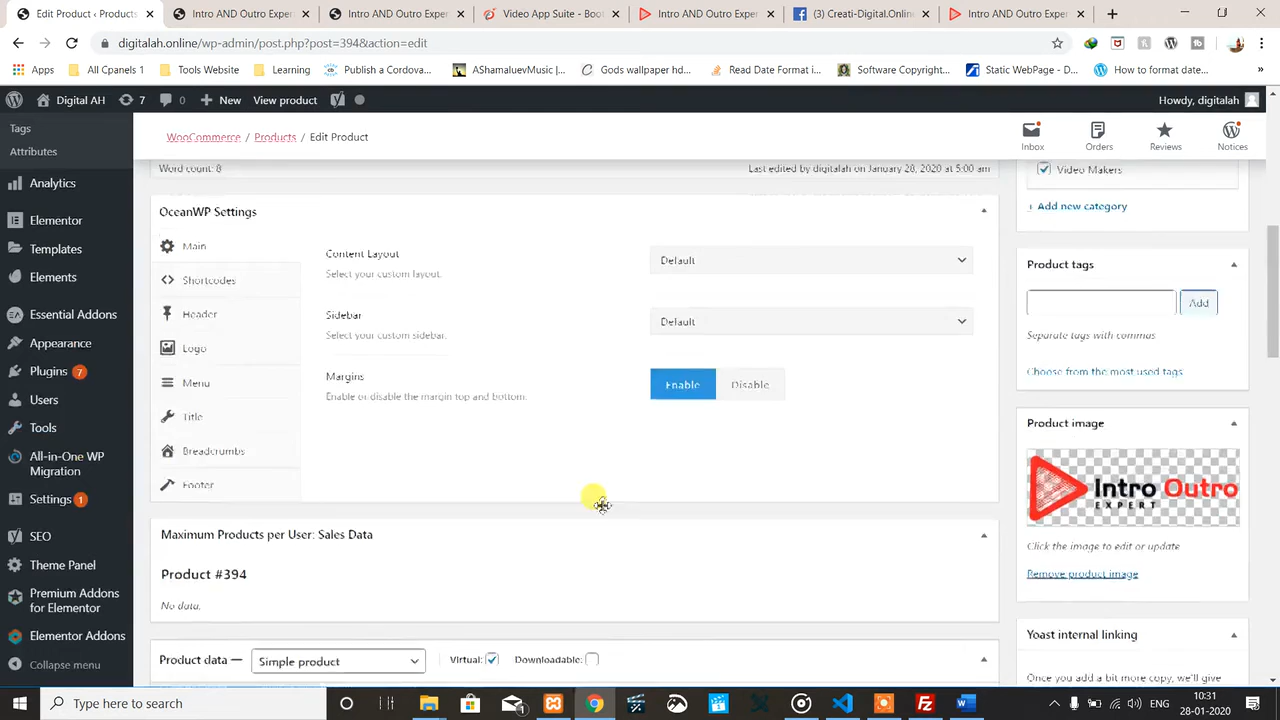 Edit Product ‹ Products
Intro AND Outro Exper
Intro AND Outro Expert
Video App Suite - Boo
Intro AND Outro Expert
(3) Creati-Digital.Online
Intro AND Outro Expert
digitalah.online/wp-admin/post.php?post=394&action=edit
Apps
All Cpanels 1
Tools Website
Learning
Publish a Cordova...
AShamaluevMusic |...
Gods wallpaper hd...
Read Date Format i...
Software Copyright...
Static WebPage - D...
How to format date...
Digital AH
7
0
New
View product
Howdy, digitalah
Tags
Attributes
Analytics
Elementor
Templates
Elements
Essential Addons
Appearance
Plugins 7
Users
Tools
All-in-One WP
Migration
Settings 1
SEO
Theme Panel
Premium Addons
for Elementor
Elementor Addons
Collapse menu
WooCommerce / Products / Edit Product
Inbox
Orders
Reviews
Notices
Word count: 8
Last edited by digitalah on January 28, 2020 at 5:00 am
OceanWP Settings
Main
Shortcodes
Header
Logo
Menu
Title
Breadcrumbs
Footer
Content Layout
Select your custom layout.
Default
Sidebar
Select your custom sidebar.
Default
Margins
Enable or disable the margin top and bottom.
Enable
Disable
Maximum Products per User: Sales Data
Product #394
No data.
Product data —
Simple product
Virtual:
Downloadable:
Video Makers
+ Add new category
Product tags
Add
Separate tags with commas
Choose from the most used tags
Product image
Intro Outro
EXPERT
Click the image to edit or update
Remove product image
Yoast internal linking
Once you add a bit more copy, we'll give
Type here to search
ENG
10:31
28-01-2020